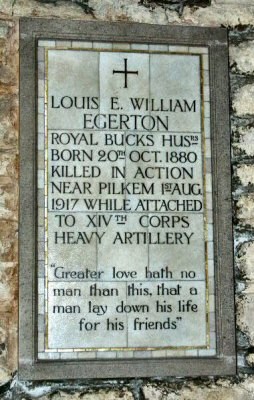 LOUIS E. WILLIAM
EGERTON
ROYAL BUCKS HUSRS
BORN 20TH OCT. 1880
KILLED IN ACTION
NEAR PILKEM 1ST AUG.
1917 WHILE ATTACHED
TO XIVTH CORPS
HEAVY ARTILLERY
"Greater love hath no
man than this, that a
man lay down his life
for his friends"